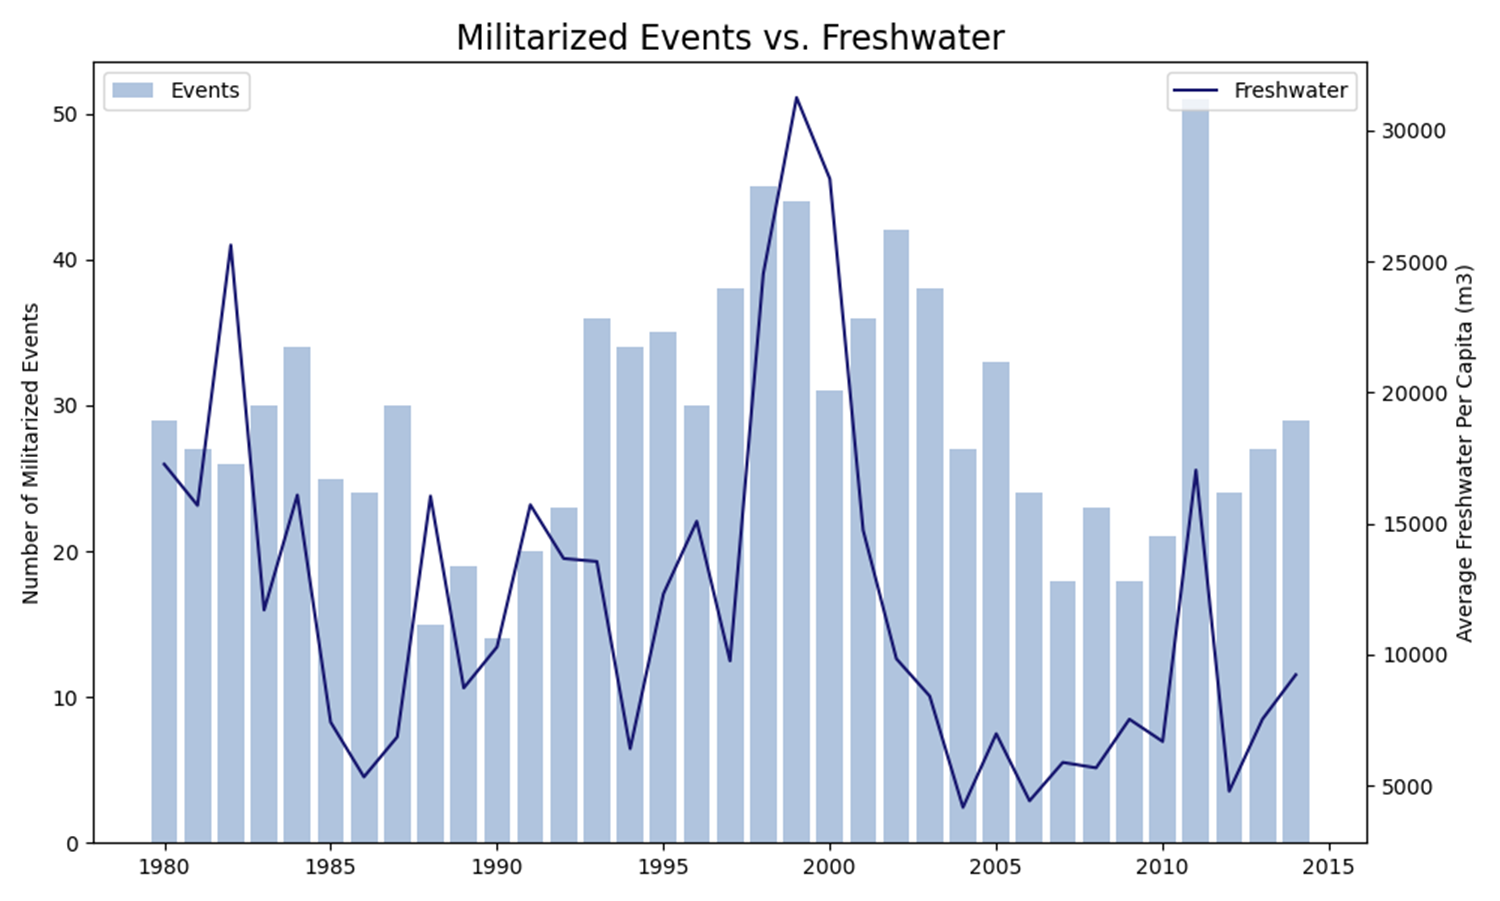 Militarized Events vs. Freshwater
Events
Freshwater
Number of Militarized Events
50
40
30
20
10
0
30000
25000
20000
15000
10000
5000
Average Freshwater Per Capita (m3)
1980 1985 1990 1995 2000 2005 2010 2015